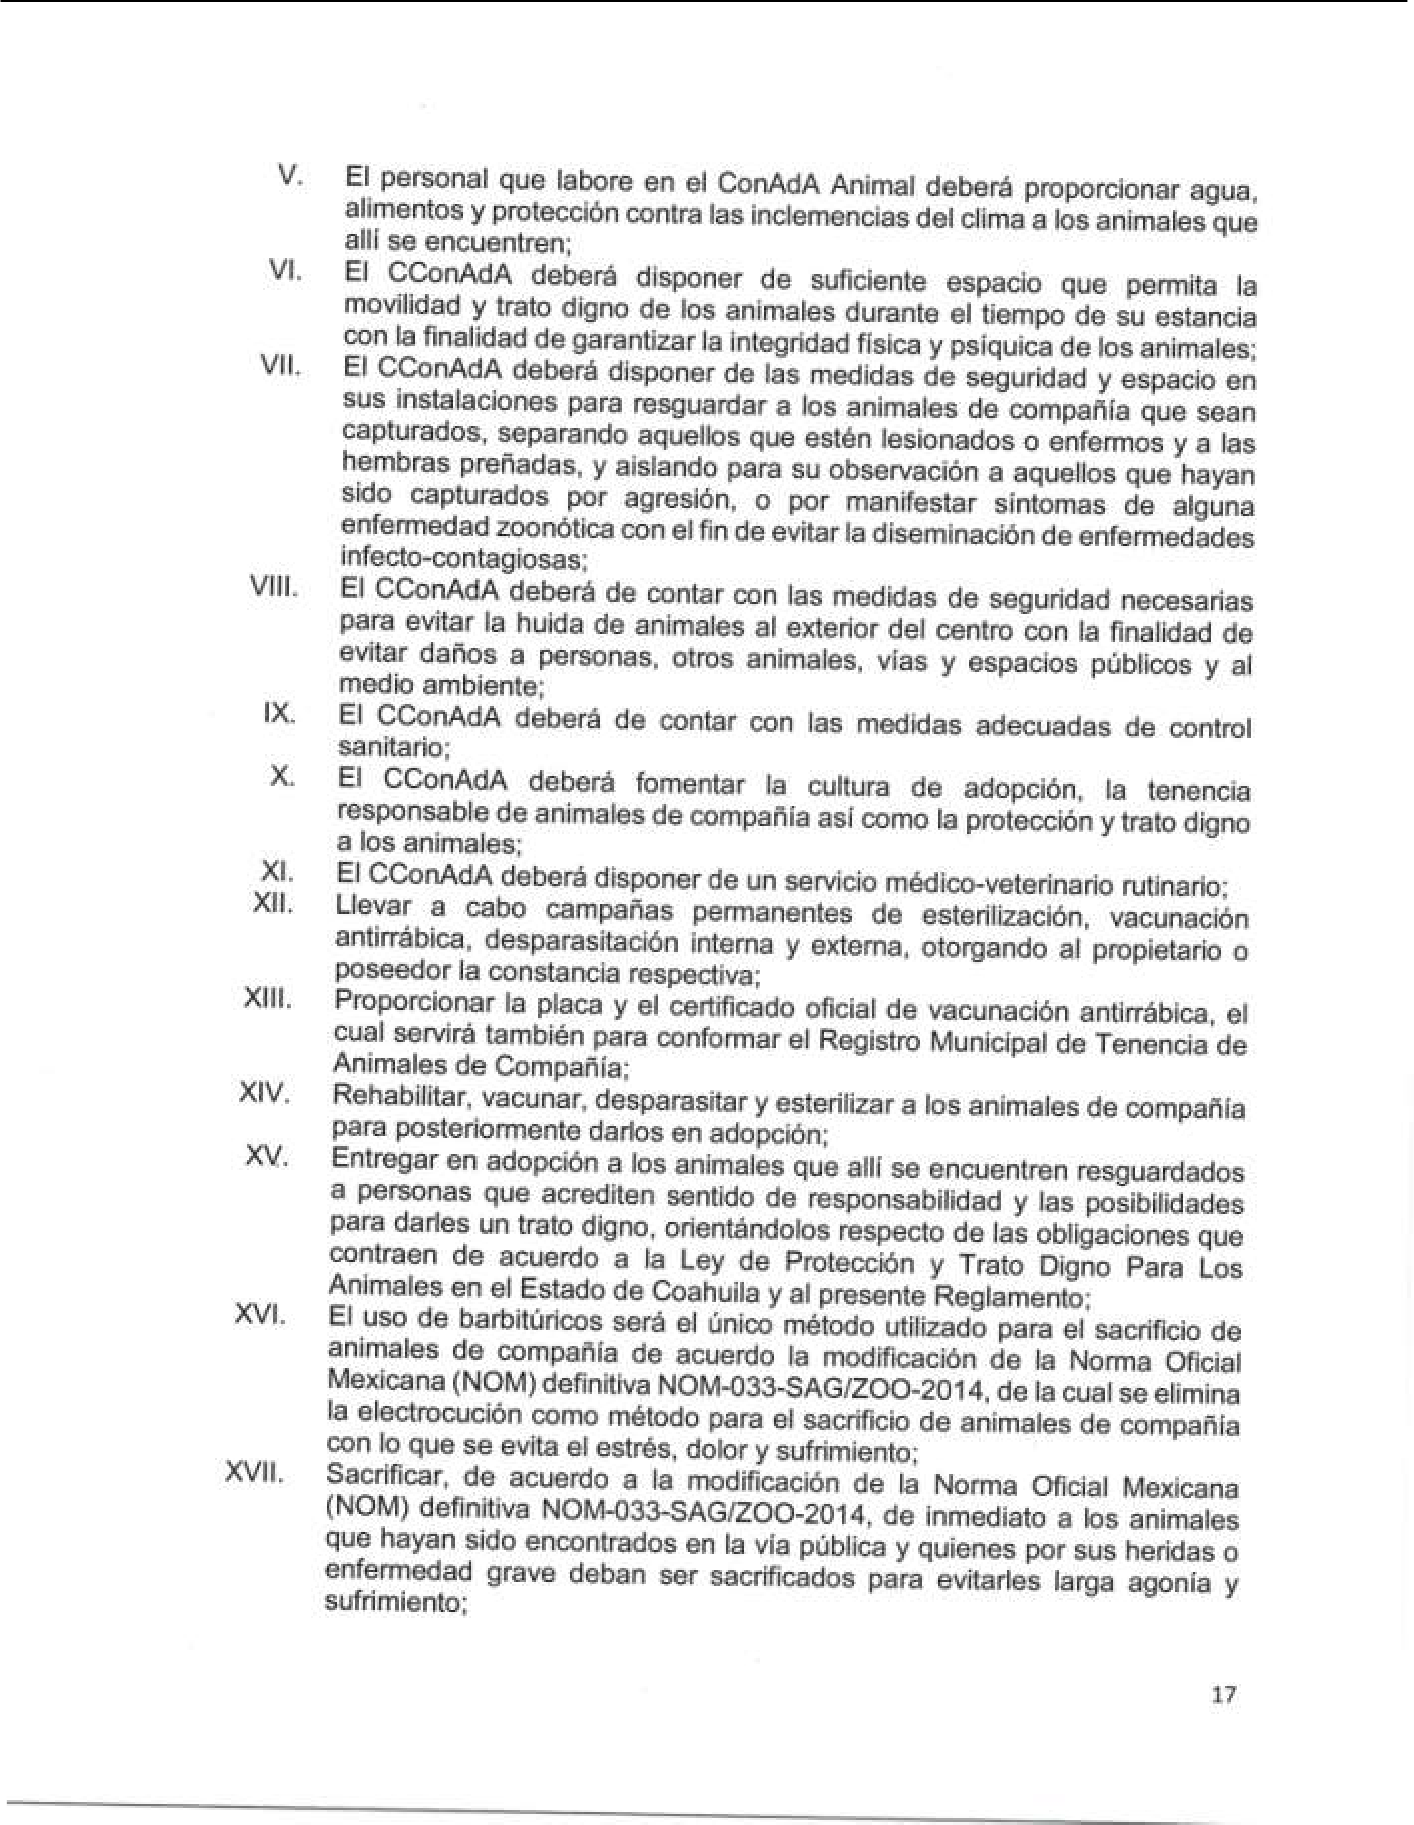 V. El personal que labore en el ConAdA Animal deberá proporcionar agua,
alimentos y protección contra las inclemencias del clima a los animales que
allí se encuentren;
VI. El CConAdA deberá disponer de suficiente espacio que permita la
movilidad y trato digno de los animales durante el tiempo de su estancia
con la finalidad de garantizar la integridad física y psíquica de los animales;
VII. El CConAdA deberá disponer de las medidas de seguridad y espacio en
sus instalaciones para resguardar a los animales de compañía que sean
capturados, separando aquellos que estén lesionados o enfermos y a las
hembras preñadas, y aislando para su observación a aquellos que hayan
sido capturados por agresión, o por manifestar síntomas de alguna
enfermedad zoonótica con el fin de evitar la diseminación de enfermedades
infecto-contagiosas;
VIII. El CConAdA deberá de contar con las medidas de seguridad necesarias
para evitar la huida de animales al exterior del centro con la finalidad de
evitar daños a personas, otros animales, vías y espacios públicos y al
medio ambiente;
IX. El CConAdA deberá de contar con las medidas adecuadas de control
sanitario;
X. El CConAdA deberá fomentar la cultura de adopción, la tenencia
responsable de animales de compañía así como la protección y trato digno
a los animales;
XI. El CConAdA deberá disponer de un servicio médico-veterinario rutinario;
XII. Llevar a cabo campañas permanentes de esterilización, vacunación
antirrábica, desparasitación interna y externa, otorgando al propietario o
poseedor la constancia respectiva;
XIII. Proporcionar la placa y el certificado oficial de vacunación antirrábica, el
cual servirá también para conformar el Registro Municipal de Tenencia de
Animales de Compañía;
XIV. Rehabilitar, vacunar, desparasitar y esterilizar a los animales de compañía
para posteriormente darlos en adopción;
XV. Entregar en adopción a los animales que allí se encuentren resguardados
a personas que acrediten sentido de responsabilidad y las posibilidades
para darles un trato digno, orientándolos respecto de las obligaciones que
contraen de acuerdo a la Ley de Protección y Trato Digno Para Los
Animales en el Estado de Coahuila y al presente Reglamento;
XVI. El uso de barbitúricos será el único método utilizado para el sacrificio de
animales de compañía de acuerdo la modificación de la Norma Oficial
Mexicana (NOM) definitiva NOM-033-SAG/ZOO-2014, de la cual se elimina
la electrocución como método para el sacrificio de animales de compañía
con lo que se evita el estrés, dolor y sufrimiento;
XVII. Sacrificar, de acuerdo a la modificación de la Norma Oficial Mexicana
(NOM) definitiva NOM-033-SAG/ZOO-2014, de inmediato a los animales
que hayan sido encontrados en la vía pública y quienes por sus heridas o
enfermedad grave deban ser sacrificados para evitarles larga agonía y
sufrimiento;
17